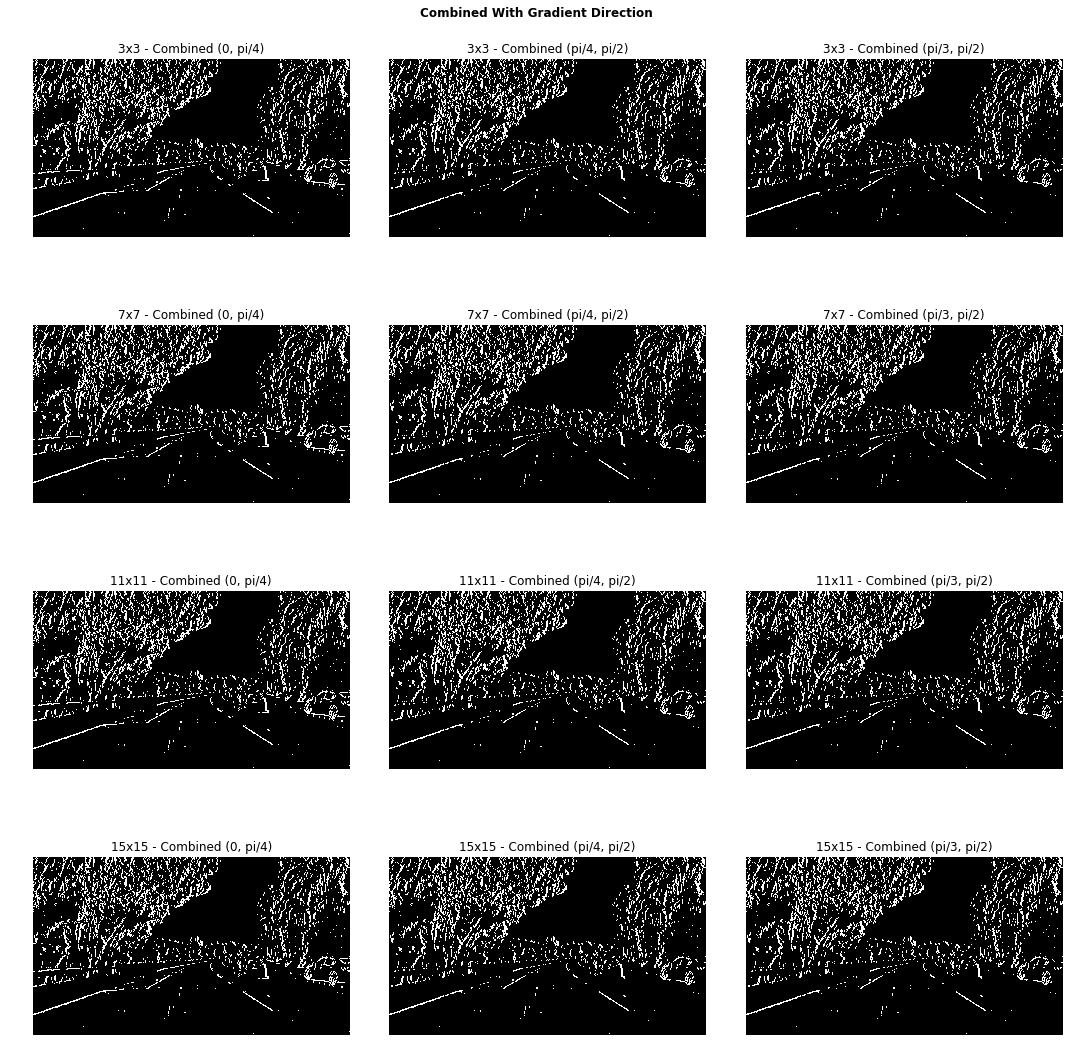 Combined With Gradient Direction
3x3 - Combined (0, pi/4)
3x3 - Combined (pi/4, pi/2)
3x3 - Combined (pi/3, pi/2)
7x7 - Combined (0, pi/4)
7x7 - Combined (pi/4, pi/2)
7x7 - Combined (pi/3, pi/2)
11x11 - Combined (0, pi/4)
11x11 - Combined (pi/4, pi/2)
11x11 - Combined (pi/3, pi/2)
15x15 - Combined (0, pi/4)
15x15 - Combined (pi/4, pi/2)
15x15 - Combined (pi/3, pi/2)